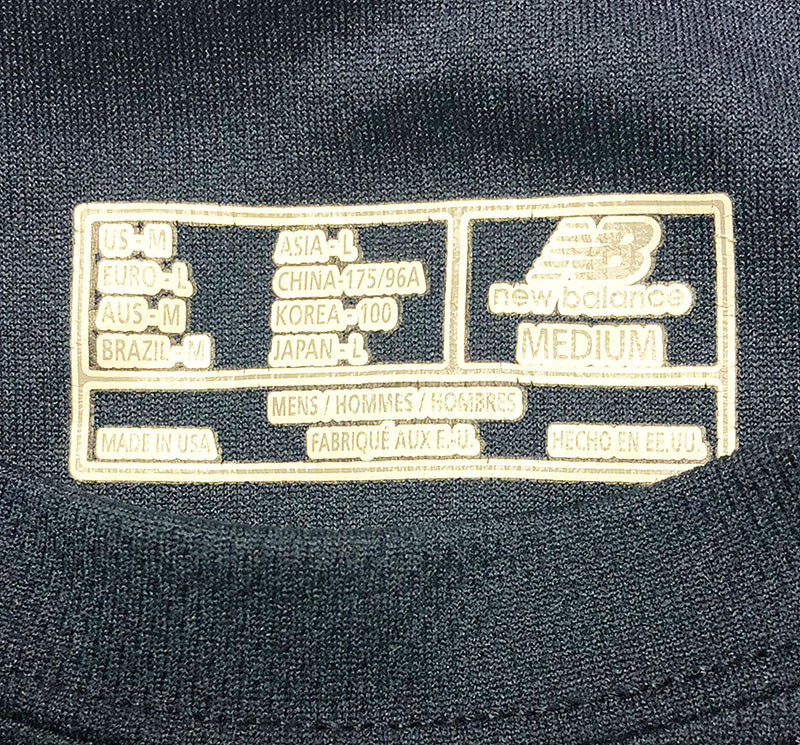 US - M
EURO - L
AUS - M
BRAZIL - M
ASIA - L
CHINA-175/96A
KOREA - 100
JAPAN - L
NB
new balance
MEDIUM
MENS / HOMMES / HOMBRES
MADE IN USA
FABRIQUÉ AUX E.-U.
HECHO EN EE.UU.